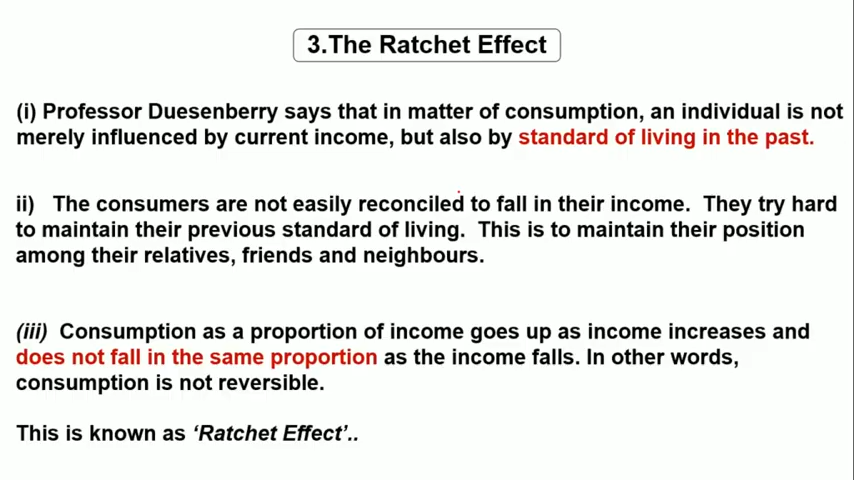 3.The Ratchet Effect
(i) Professor Duesenberry says that in matter of consumption, an individual is not
merely influenced by current income, but also by standard of living in the past.
ii) The consumers are not easily reconciled to fall in their income. They try hard
to maintain their previous standard of living. This is to maintain their position
among their relatives, friends and neighbours.
(iii) Consumption as a proportion of income goes up as income increases and
does not fall in the same proportion as the income falls. In other words,
consumption is not reversible.
This is known as ‘Ratchet Effect’..